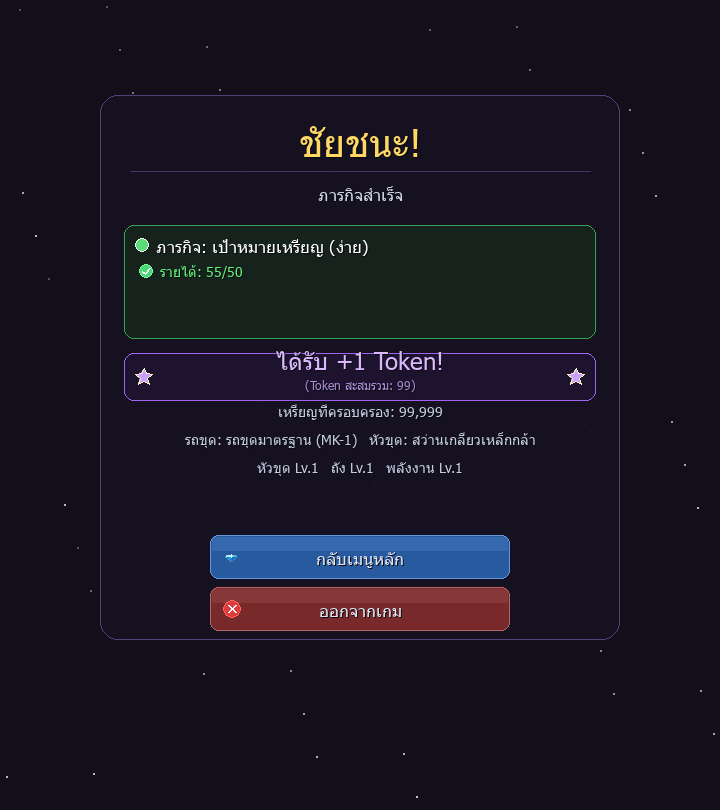 ชัยชนะ!
ภารกิจสำเร็จ
ภารกิจ: เป้าหมายเหรียญ (ง่าย)
รายได้: 55/50
ได้รับ +1 Token!
(Token สะสมรวม: 99)
เหรียญที่ครอบครอง: 99,999
รถขุด: รถขุดมาตรฐาน (MK-1) หัวขุด: สว่านเกลียวเหล็กกล้า
หัวขุด Lv.1 ถัง Lv.1 พลังงาน Lv.1
กลับเมนูหลัก
ออกจากเกม